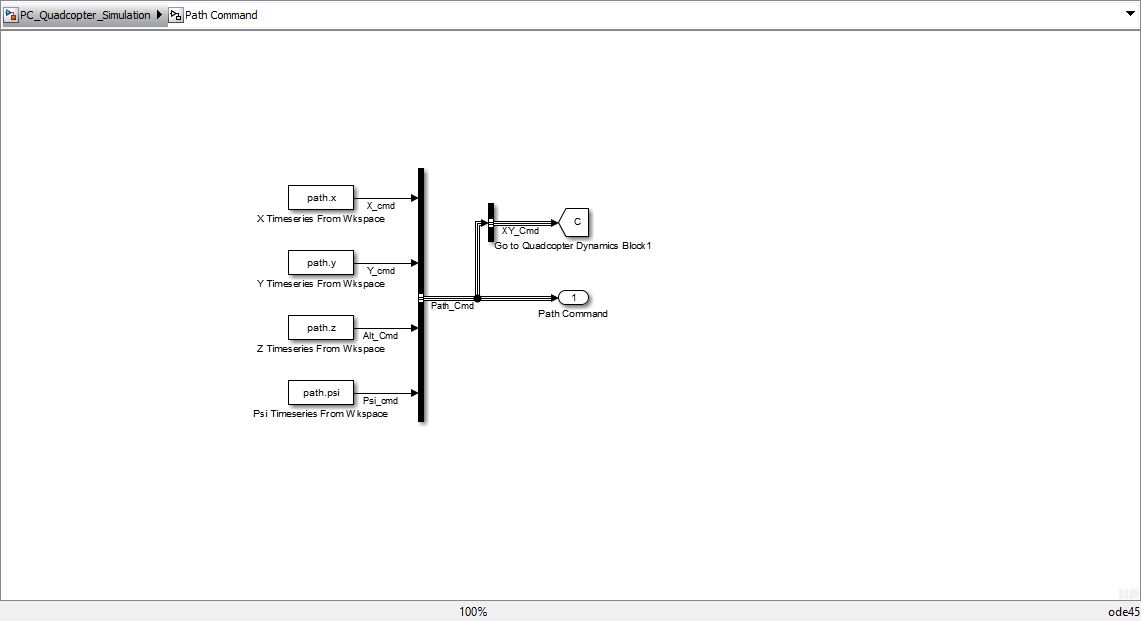 PC_Quadcopter_Simulation Path Command
path.x
X_cmd
X Timeseries From Wkspace
path.y
Y_cmd
Y Timeseries From Wkspace
path.z
Alt_Cmd
Z Timeseries From Wkspace
path.psi
Psi_cmd
Psi Timeseries From Wkspace
Path_Cmd
XY_Cmd
C
Go to Quadcopter Dynamics Block1
1
Path Command
100%
ode45